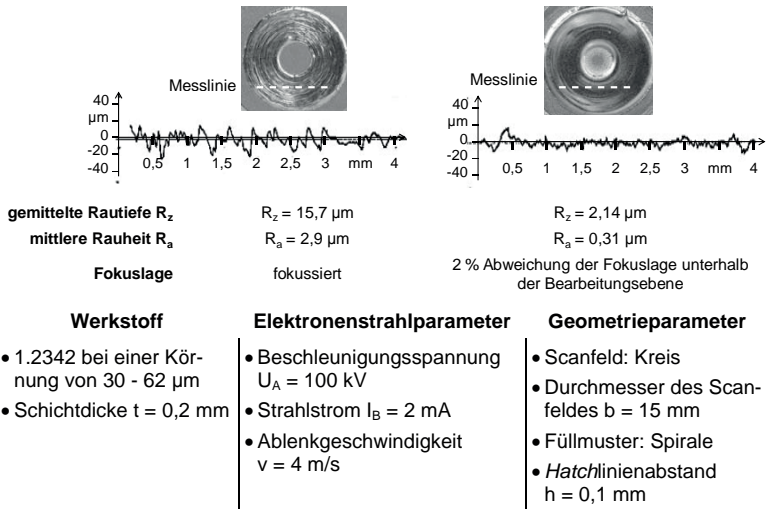 Messlinie
Messlinie
40
µm
0
-20
-40
0,5 1 1,5 2 2,5 3 mm 4
40
µm
0
-20
-40
0,5 1 1,5 2 2,5 3 mm 4
gemittelte Rautiefe Rz
Rz = 15,7 µm
Rz = 2,14 µm
mittlere Rauheit Ra
Ra = 2,9 µm
Ra = 0,31 µm
Fokuslage
fokussiert
2 % Abweichung der Fokuslage unterhalb
der Bearbeitungsebene
Werkstoff
• 1.2342 bei einer Kör-
nung von 30 - 62 µm
• Schichtdicke t = 0,2 mm
Elektronenstrahlparameter
• Beschleunigungsspannung
UA = 100 kV
• Strahlstrom IB = 2 mA
• Ablenkgeschwindigkeit
v = 4 m/s
Geometrieparameter
• Scanfeld: Kreis
• Durchmesser des Scan-
feldes b = 15 mm
• Füllmuster: Spirale
• Hatchlinienabstand
h = 0,1 mm